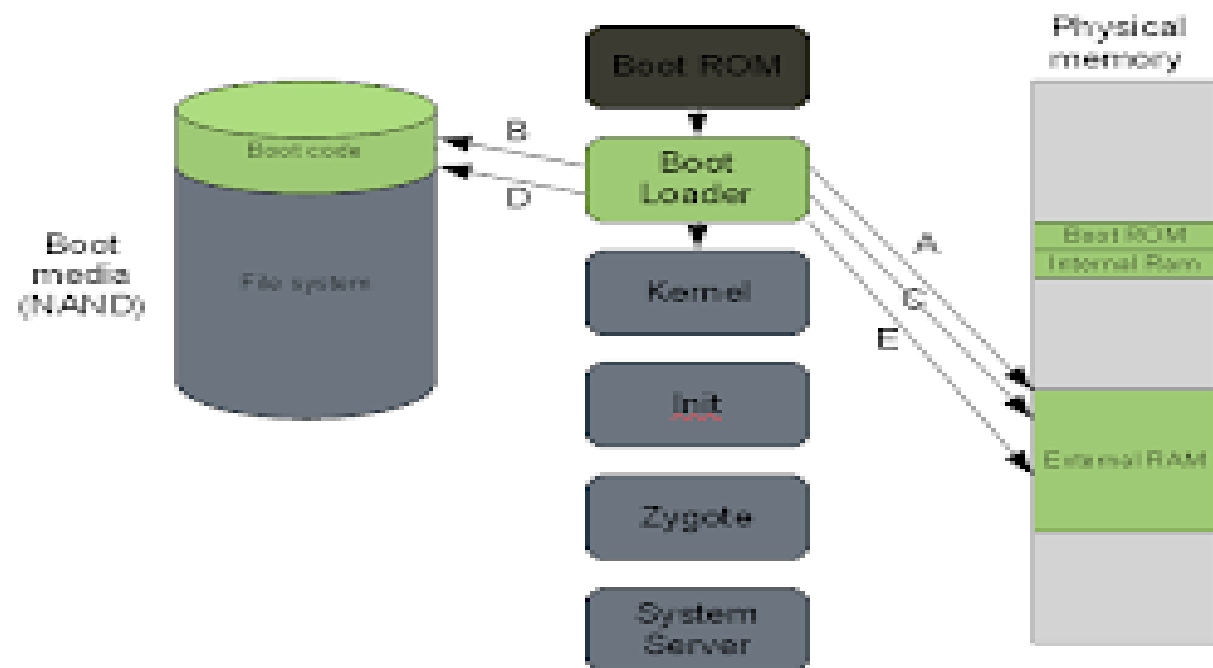 Physical
memory
Boot ROM
Boot code
B
Boot
Loader
D
A
Boot ROM
Internal Ram
Boot
media
(NAND)
File system
Kernel
C
E
Init
External RAM
Zygote
System
Server